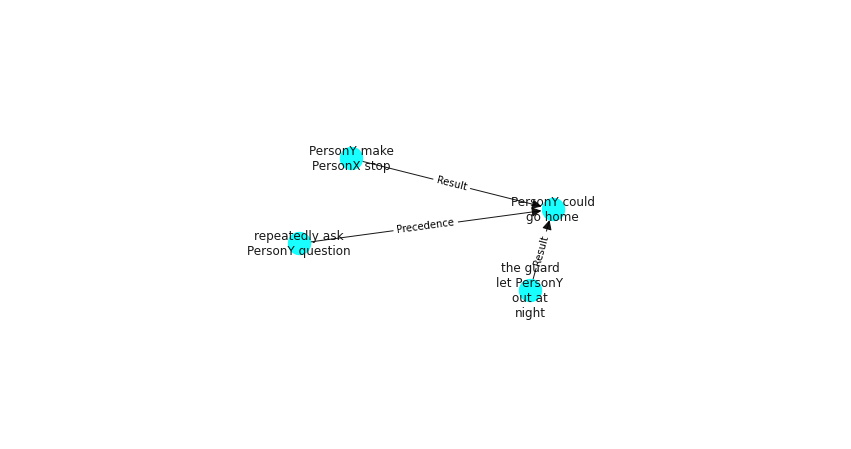 PersonY make
PersonX stop
Result
PersonY could
go home
Precedence
repeatedly ask
PersonY question
Result
the guard
let PersonY
out at
night